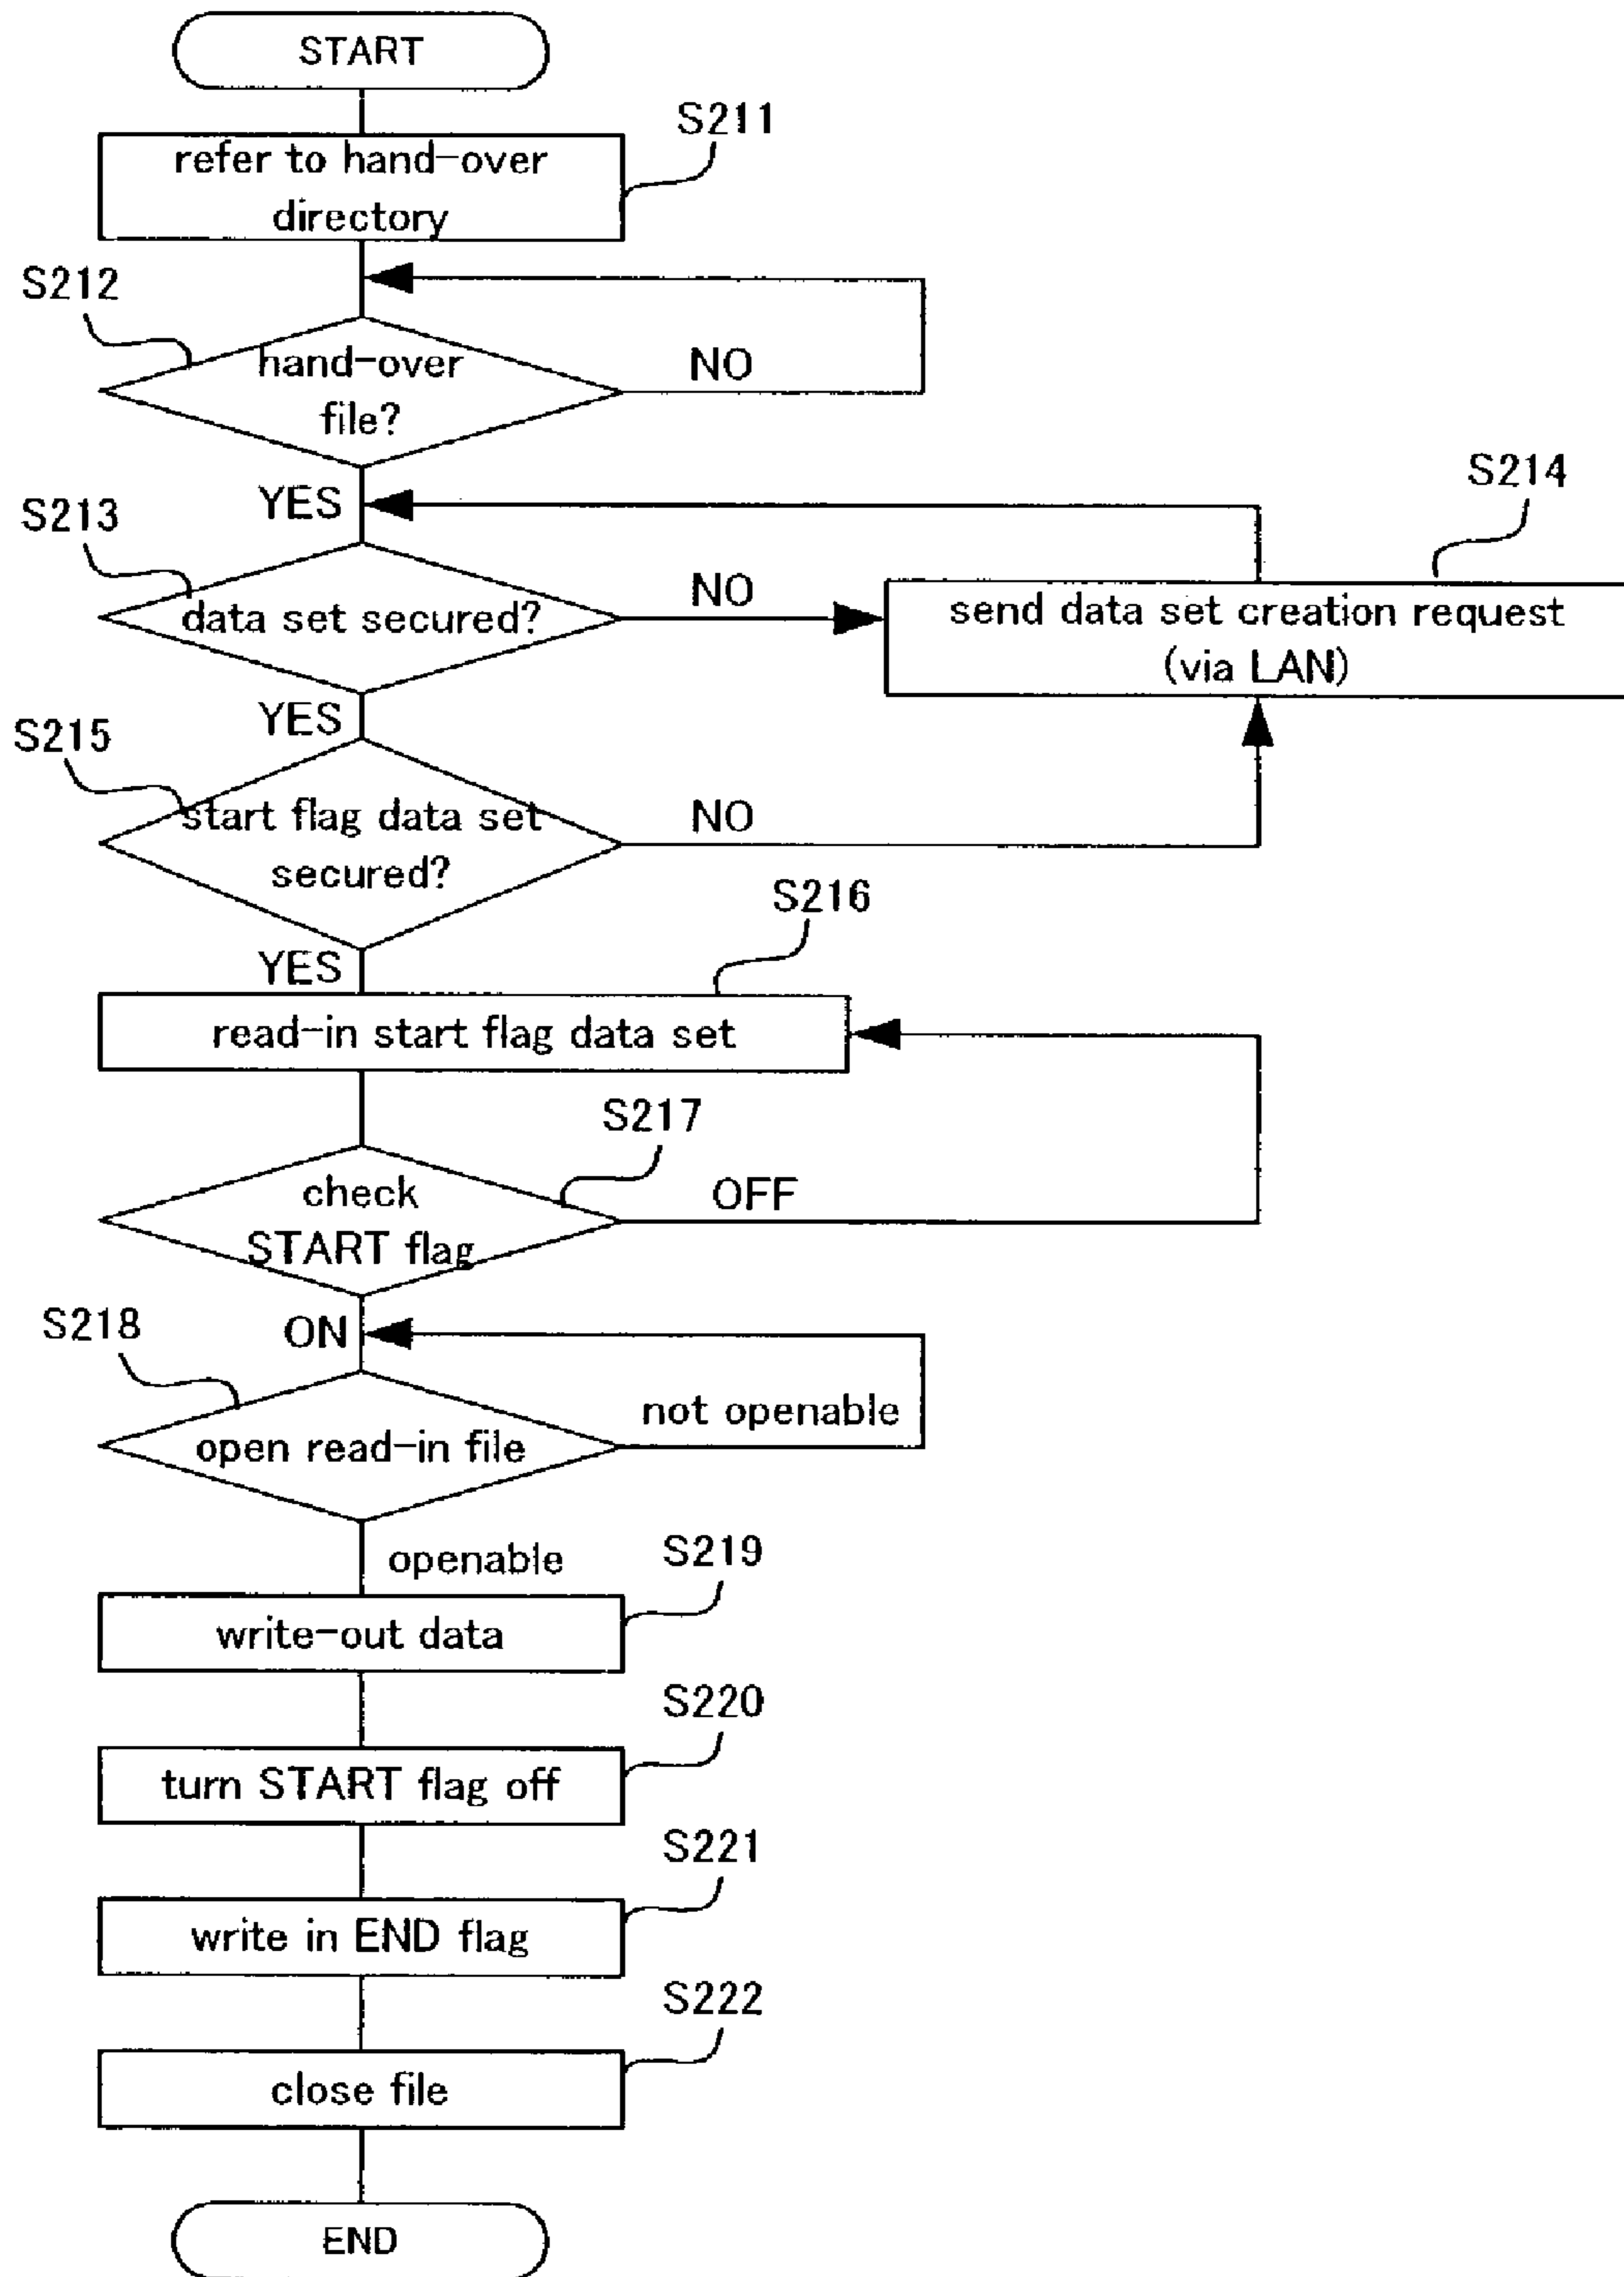 START
S211
refer to hand-over
directory
S212
hand-over
file?
NO
YES
S213
data set secured?
NO
S214
send data set creation request
(via LAN)
YES
S215
start flag data set
secured?
NO
YES
S216
read-in start flag data set
S217
check
START flag
OFF
ON
S218
open read-in file
not openable
openable
S219
write-out data
S220
turn START flag off
S221
write in END flag
S222
close file
END